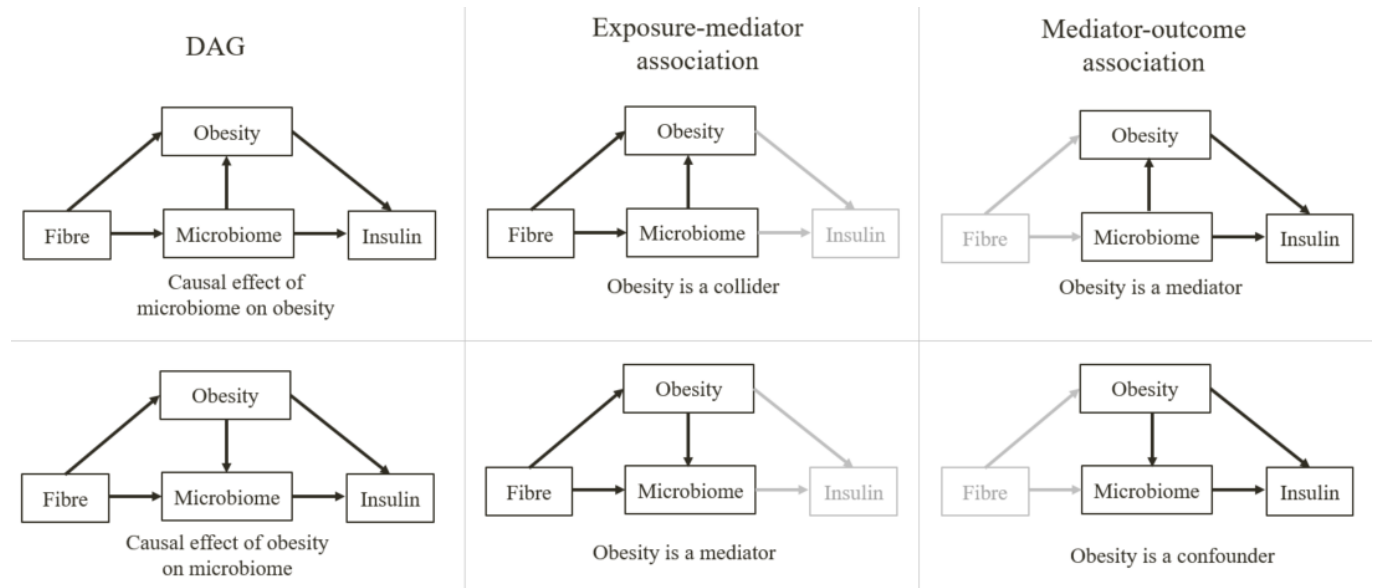 DAG
Exposure-mediator
association
Mediator-outcome
association
Obesity
Fibre
Microbiome
Insulin
Causal effect of
microbiome on obesity
Obesity
Fibre
Microbiome
Insulin
Obesity is a collider
Obesity
Fibre
Microbiome
Insulin
Obesity is a mediator
Obesity
Fibre
Microbiome
Insulin
Causal effect of obesity
on microbiome
Obesity
Fibre
Microbiome
Insulin
Obesity is a mediator
Obesity
Fibre
Microbiome
Insulin
Obesity is a confounder